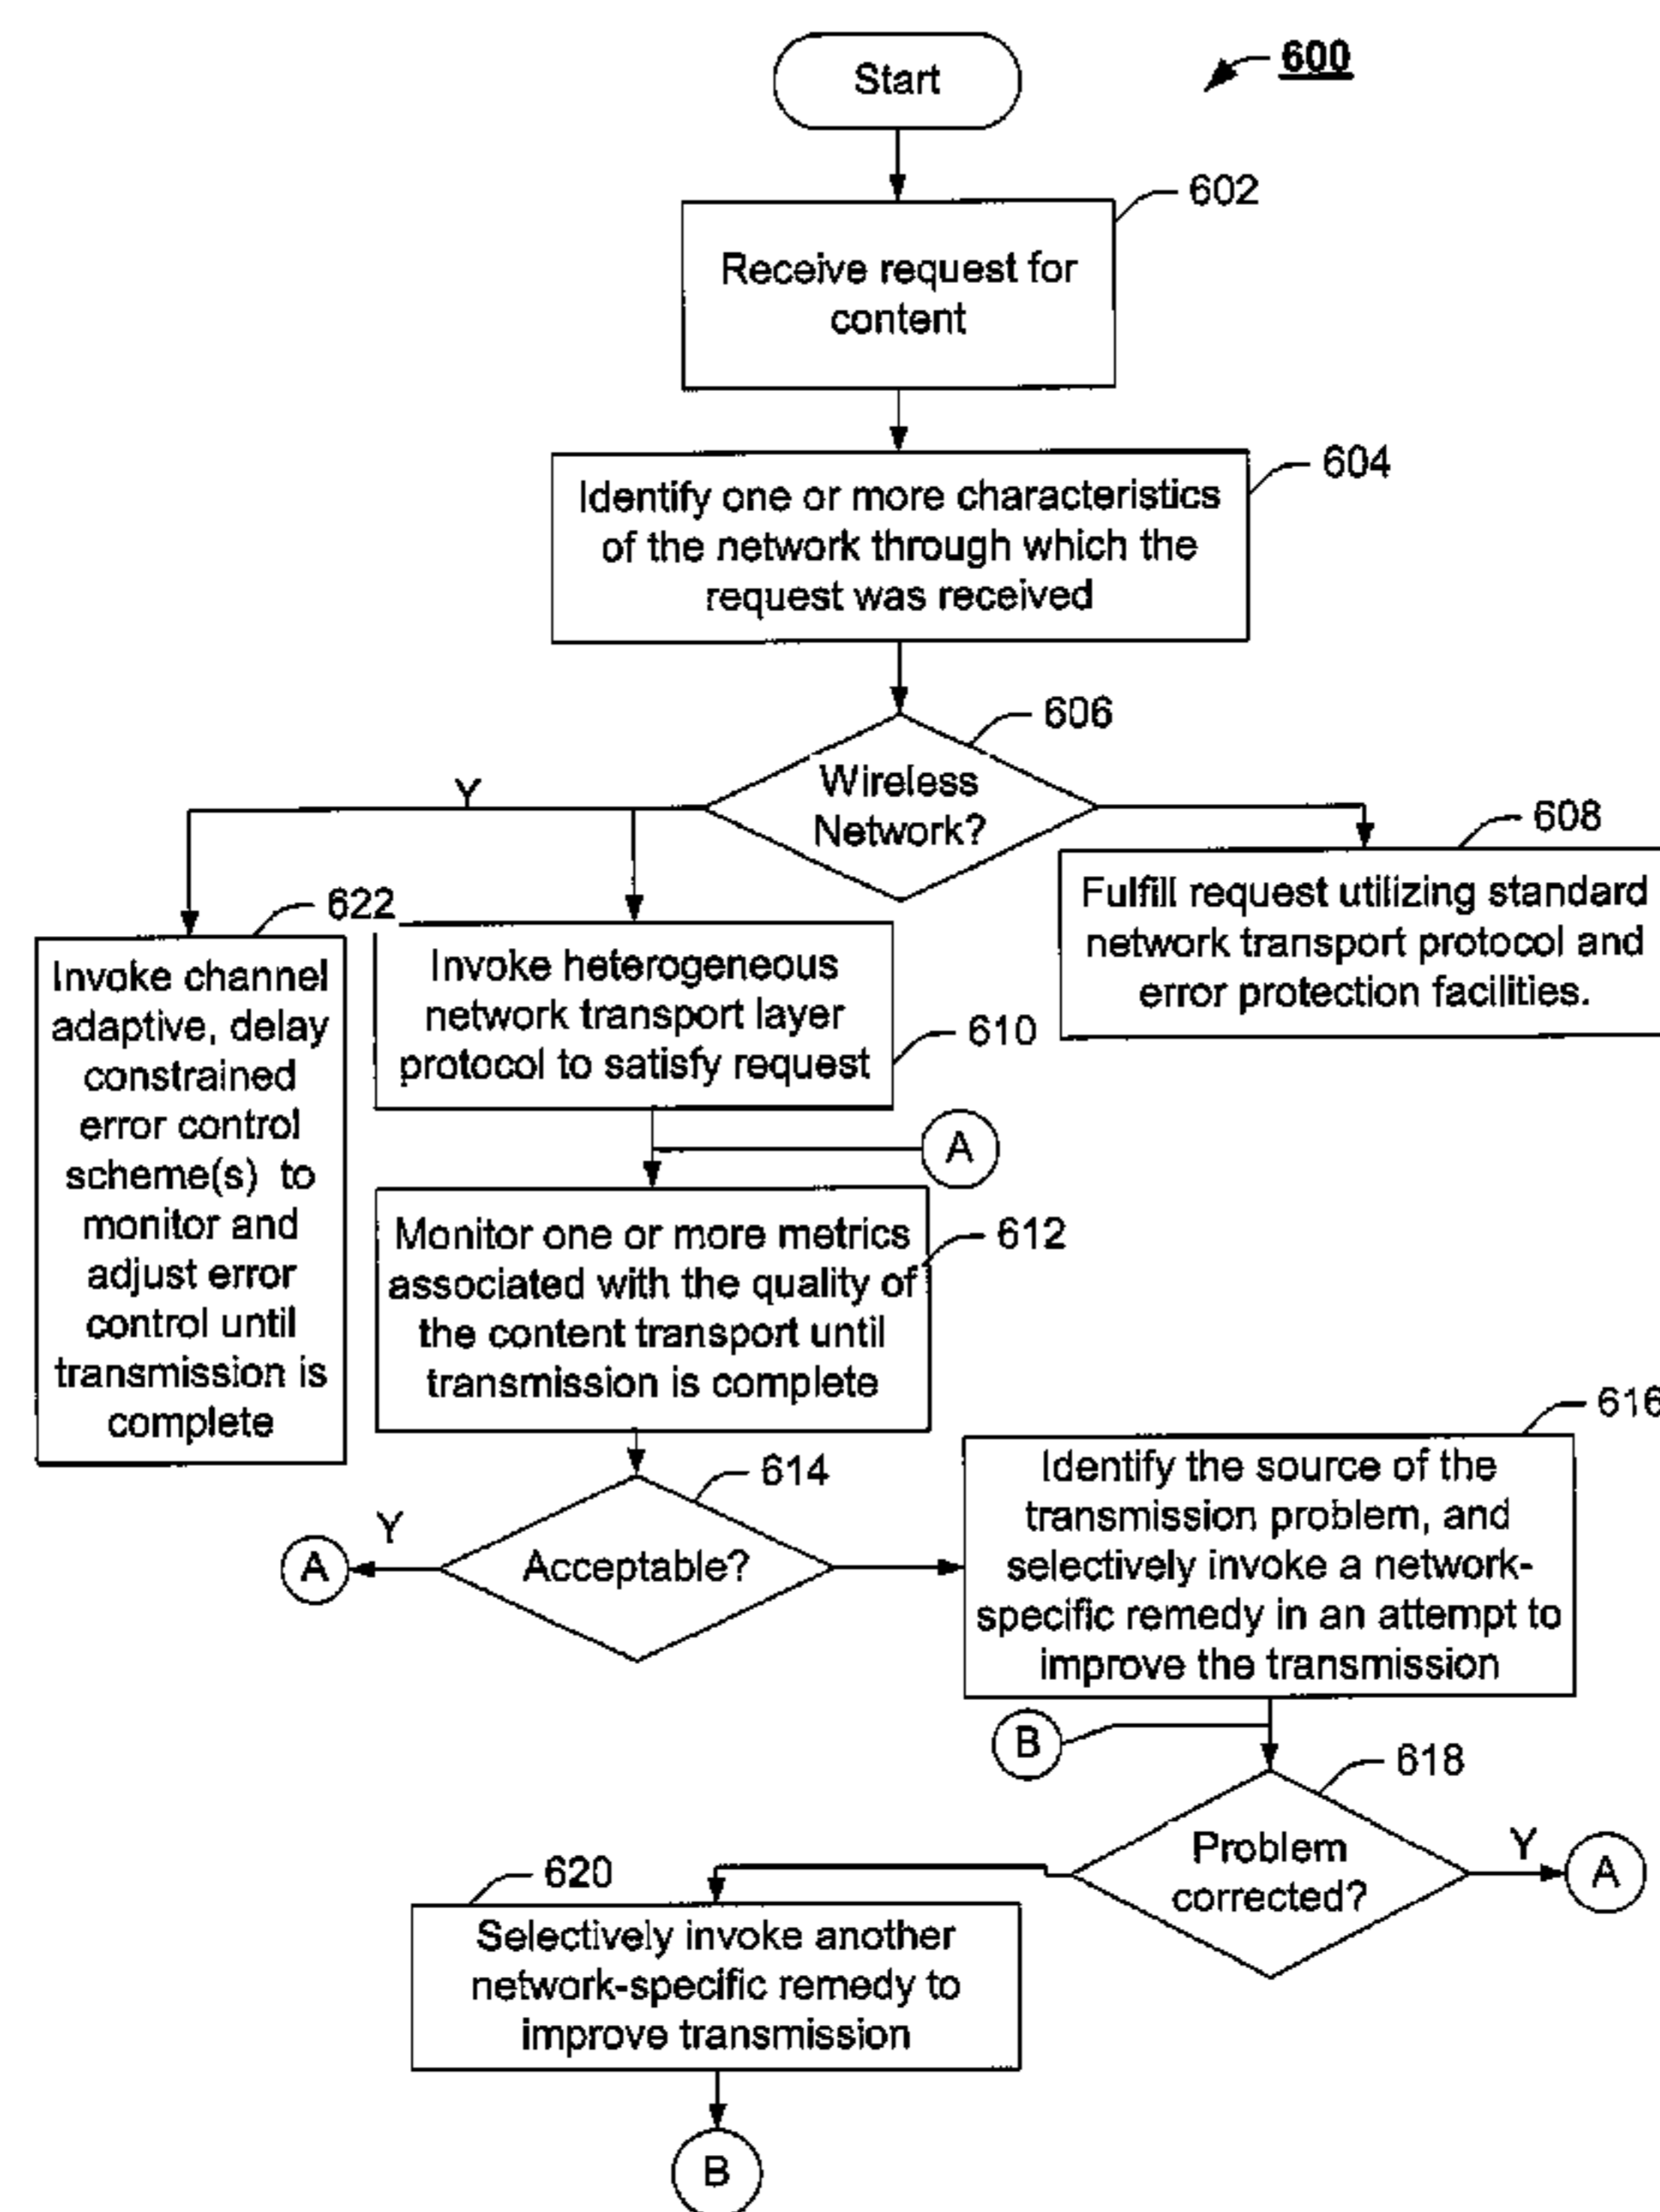 Start
600
602
Receive request for
content
604
Identify one or more characteristics
of the network through which the
request was received
606
Wireless
Network?
Y
608
Fulfill request utilizing standard
network transport protocol and
error protection facilities.
622
Invoke channel
adaptive, delay
constrained
error control
scheme(s) to
monitor and
adjust error
control until
transmission is
complete
Invoke heterogeneous
network transport layer
protocol to satisfy request
610
A
Monitor one or more metrics
associated with the quality of
the content transport until
transmission is complete
612
614
Acceptable?
Y
A
616
Identify the source of the
transmission problem, and
selectively invoke a network-
specific remedy in an attempt to
improve the transmission
B
618
Problem
corrected?
Y
A
620
Selectively invoke another
network-specific remedy to
improve transmission
B